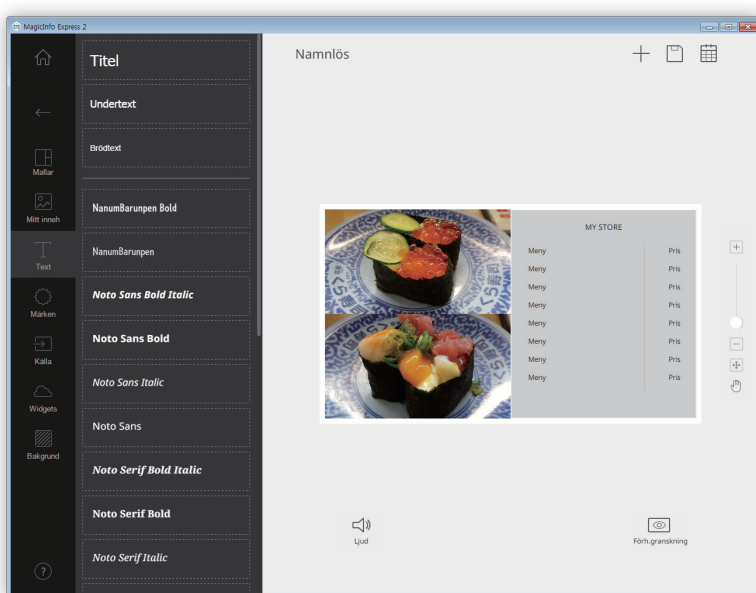 MagicInfo Express 2
Mallar
Mitt inneh
Text
Märken
Källa
Widgets
Bakgrund
?
Titel
Undertext
Brödtext
NanumBarunpen Bold
NanumBarunpen
Noto Sans Bold Italic
Noto Sans Bold
Noto Sans Italic
Noto Sans
Noto Serif Bold Italic
Noto Serif Bold
Noto Serif Italic
Namnlös
MY STORE
Meny Pris
Meny Pris
Meny Pris
Meny Pris
Meny Pris
Meny Pris
Meny Pris
Meny Pris
Ljud
Förh.granskning